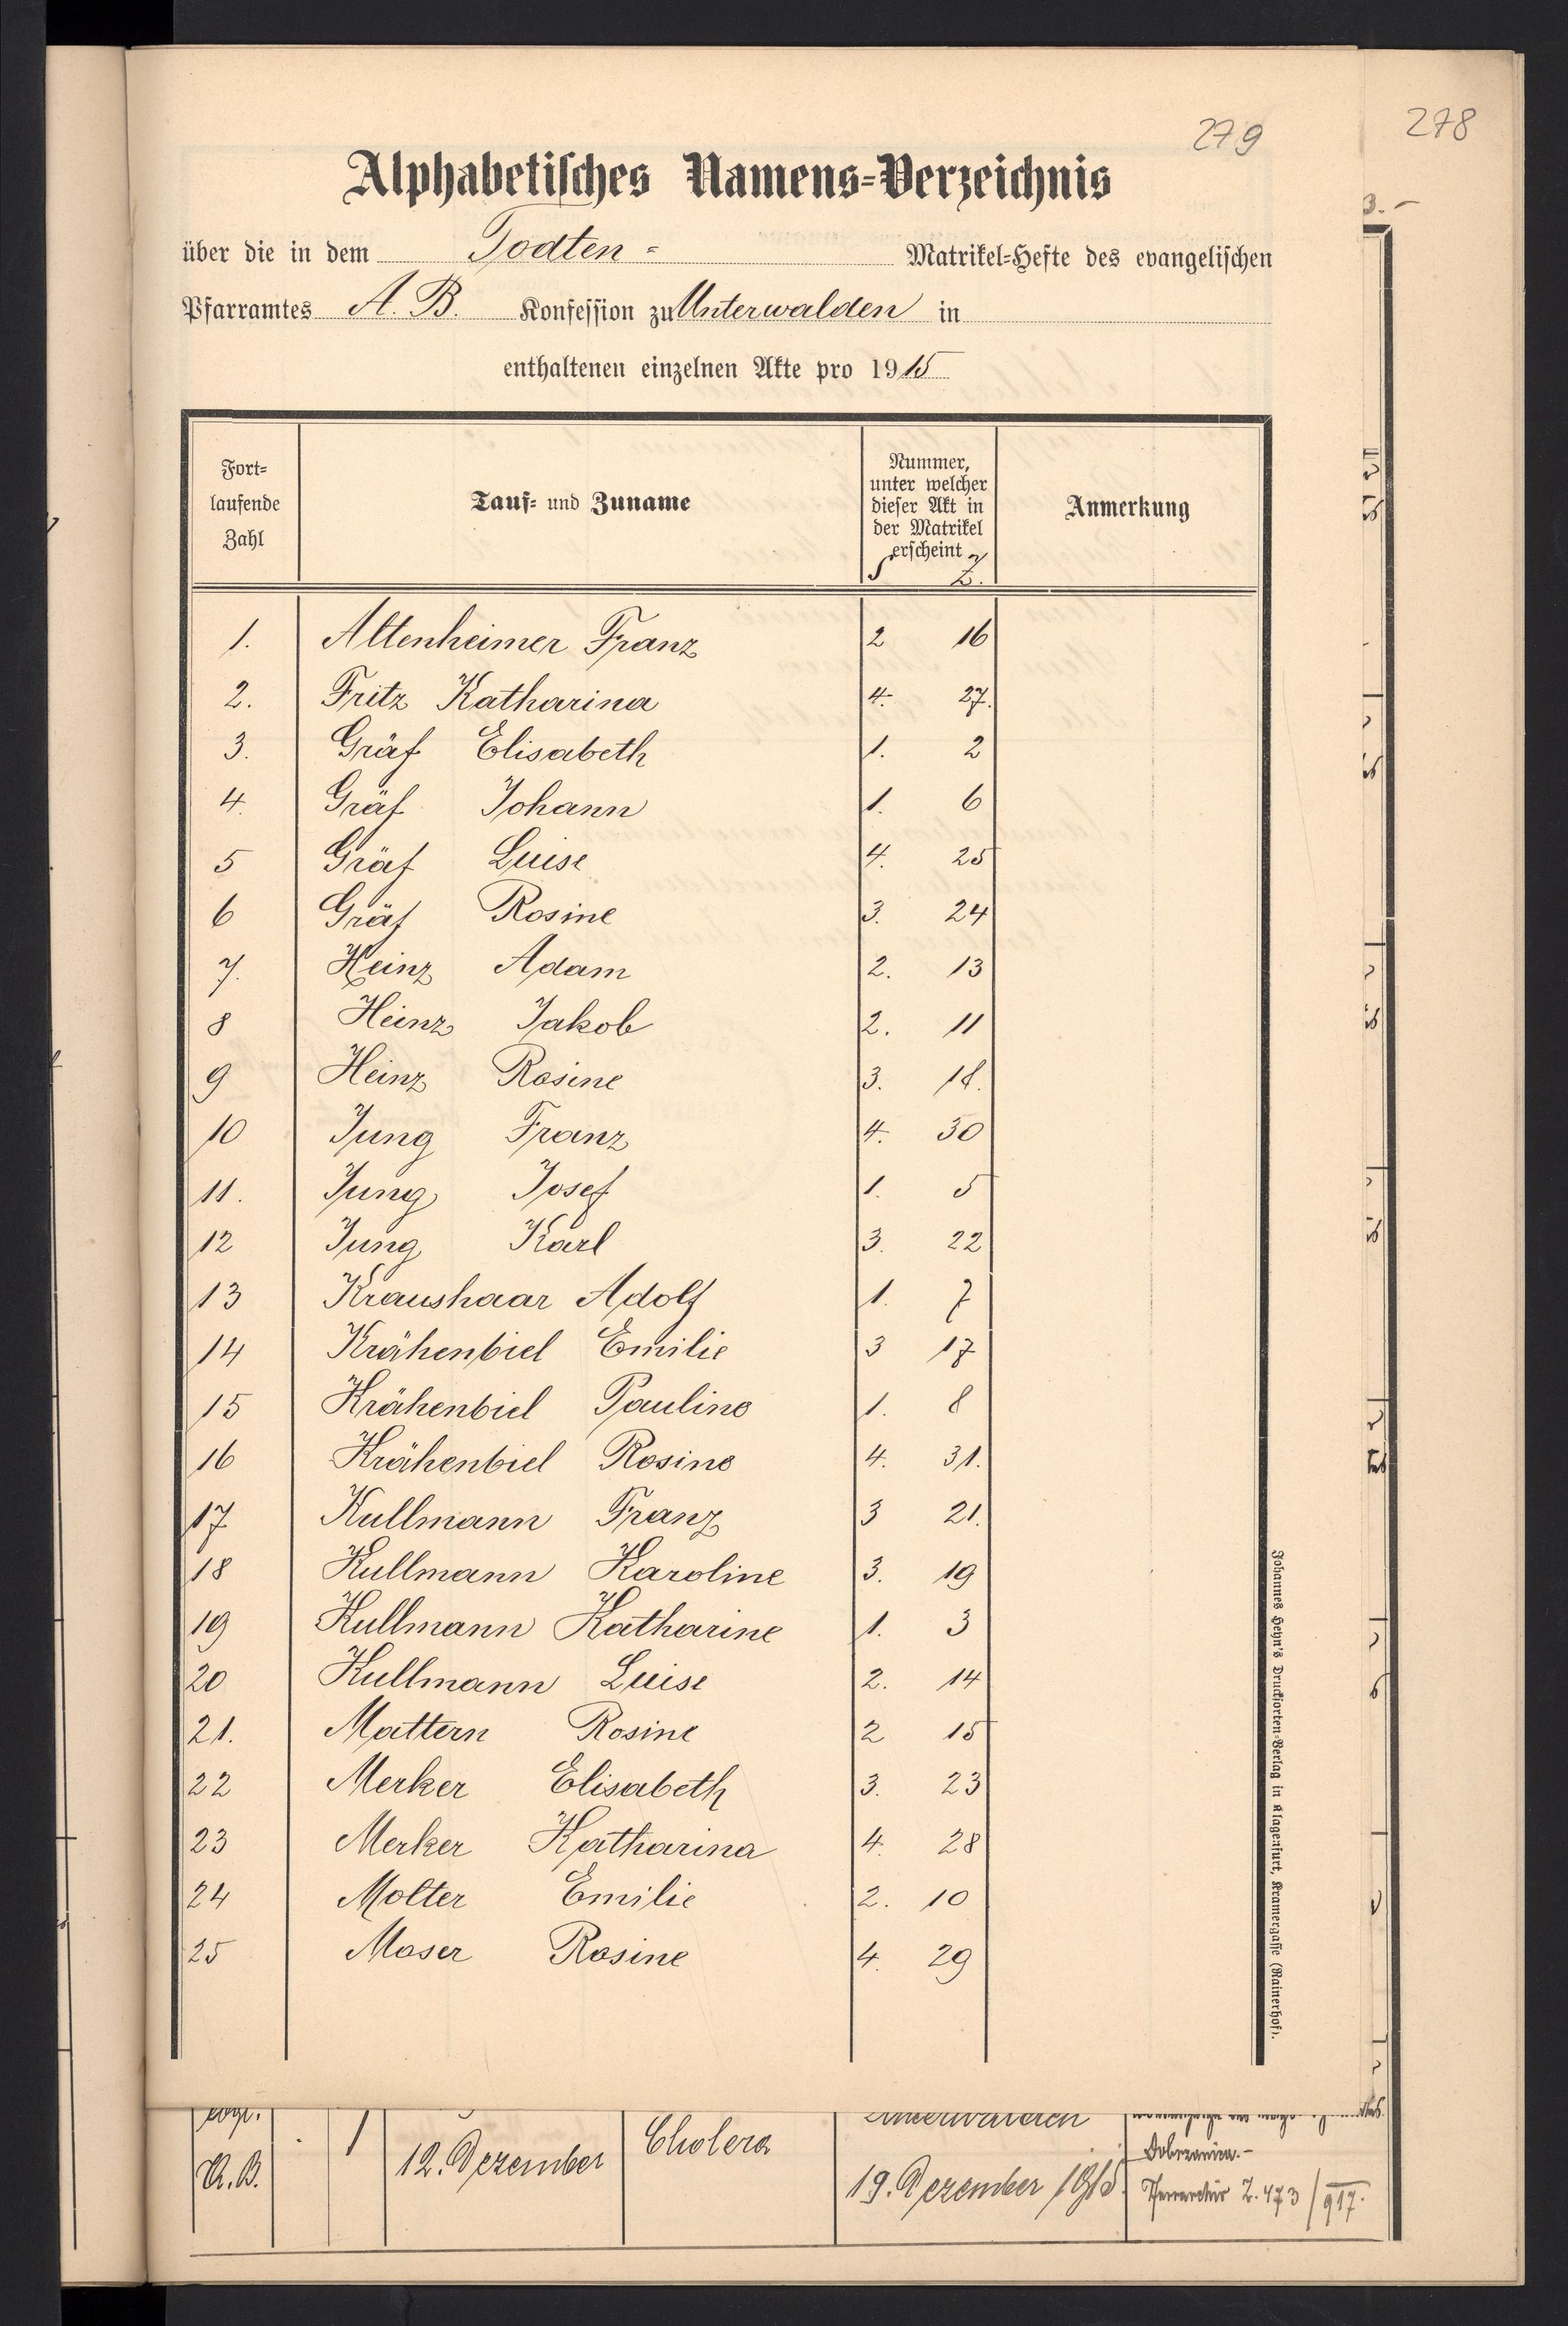 279
278
3. –
Alphabetisches Namens-Verzeichnis
über die in dem Todten- Matrikel-Hefte des evangelischen
Pfarramtes A. B. Konfession zu Unterwalden in
enthaltenen einzelnen Akte pro 1915
Fort-laufende Zahl | Tauf- und Zuname | Nummer, unter welcher dieser Akt in der Matrikel erscheint S Z. | Anmerkung
1. Altenheimer Franz 2 16
2. Fritz Katharina 4. 27.
3. Gräf Elisabeth 1. 2
4. Gräf Johann 1. 6
5 Gräf Luise 4. 25
6 Gräf Rosine 3. 24
7. Heinz Adam 2. 13
8 Heinz Jakob 2. 11
9 Heinz Rosine 3. 18.
10 Jung Franz 4. 30
11. Jung Josef 1. 5
12 Jung Karl 3. 22
13 Kraushaar Adolf 1. 7
14 Krähenbiel Emilie 3 17
15 Krähenbiel Pauline 1. 8
16 Krähenbiel Rosine 4. 31.
17 Kullmann Franz 3 21.
18 Kullmann Karoline 3. 19
19 Kullmann Katharine 1. 3
20 Kullmann Luise 2. 14
21. Mattern Rosine 2 15
22 Merker Elisabeth 3. 23
23 Merker Katharina 4. 28
24 Molter Emilie 2. 10
25 Moser Rosine 4. 29
Johannes Heyn's Drucksorten-Verlag in Klagenfurt, Kramergasse (Rainerhof).
evgl. Unterwalden
A. B. 1 12. Dezember Cholera 19. Dezember 1915.
Dobrzanica.-
Z. 473/917.